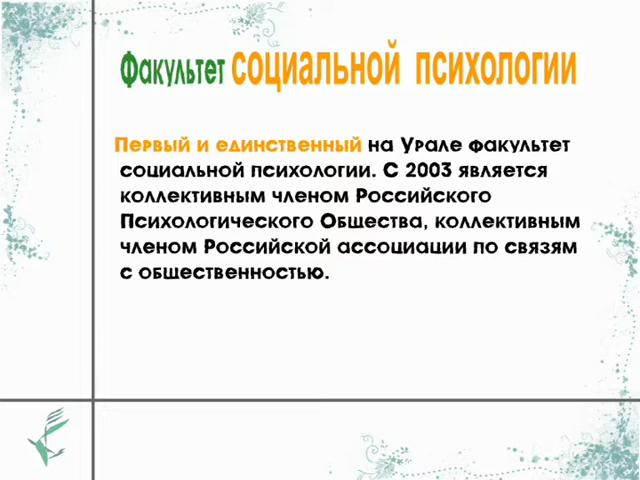 Факультет социальной психологии
Первый и единственный на Урале факультет
социальной психологии. С 2003 является
коллективным членом Российского
Психологического Общества, коллективным
членом Российской ассоциации по связям
с общественностью.